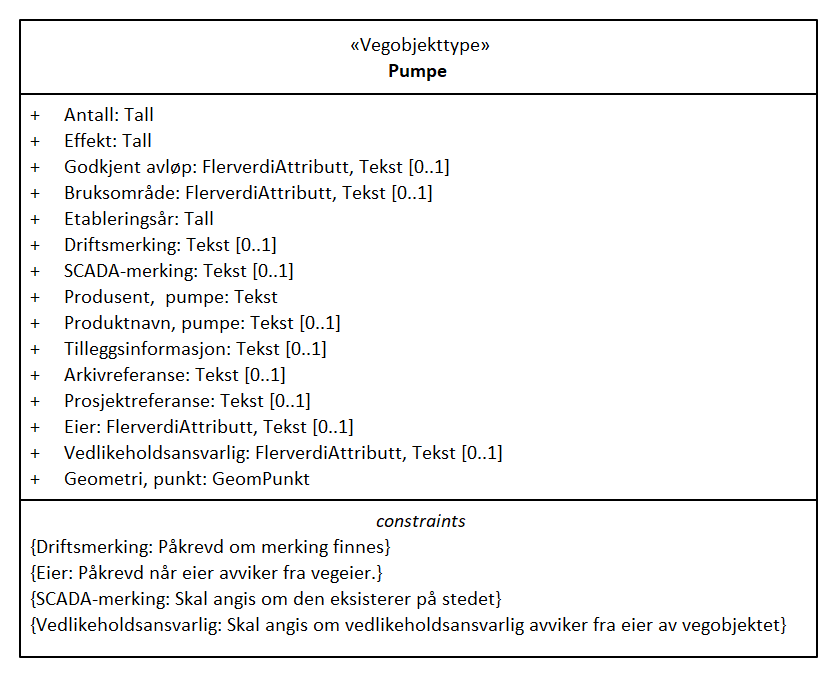 «Vegobjekttype»
Pumpe
+ Antall: Tall
+ Effekt: Tall
+ Godkjent avløp: FlerverdiAttributt, Tekst [0..1]
+ Bruksområde: FlerverdiAttributt, Tekst [0..1]
+ Etableringsår: Tall
+ Driftsmerking: Tekst [0..1]
+ SCADA-merking: Tekst [0..1]
+ Produsent,  pumpe: Tekst
+ Produktnavn, pumpe: Tekst [0..1]
+ Tilleggsinformasjon: Tekst [0..1]
+ Arkivreferanse: Tekst [0..1]
+ Prosjektreferanse: Tekst [0..1]
+ Eier: FlerverdiAttributt, Tekst [0..1]
+ Vedlikeholdsansvarlig: FlerverdiAttributt, Tekst [0..1]
+ Geometri, punkt: GeomPunkt
constraints
{Driftsmerking: Påkrevd om merking finnes}
{Eier: Påkrevd når eier avviker fra vegeier.}
{SCADA-merking: Skal angis om den eksisterer på stedet}
{Vedlikeholdsansvarlig: Skal angis om vedlikeholdsansvarlig avviker fra eier av vegobjektet}